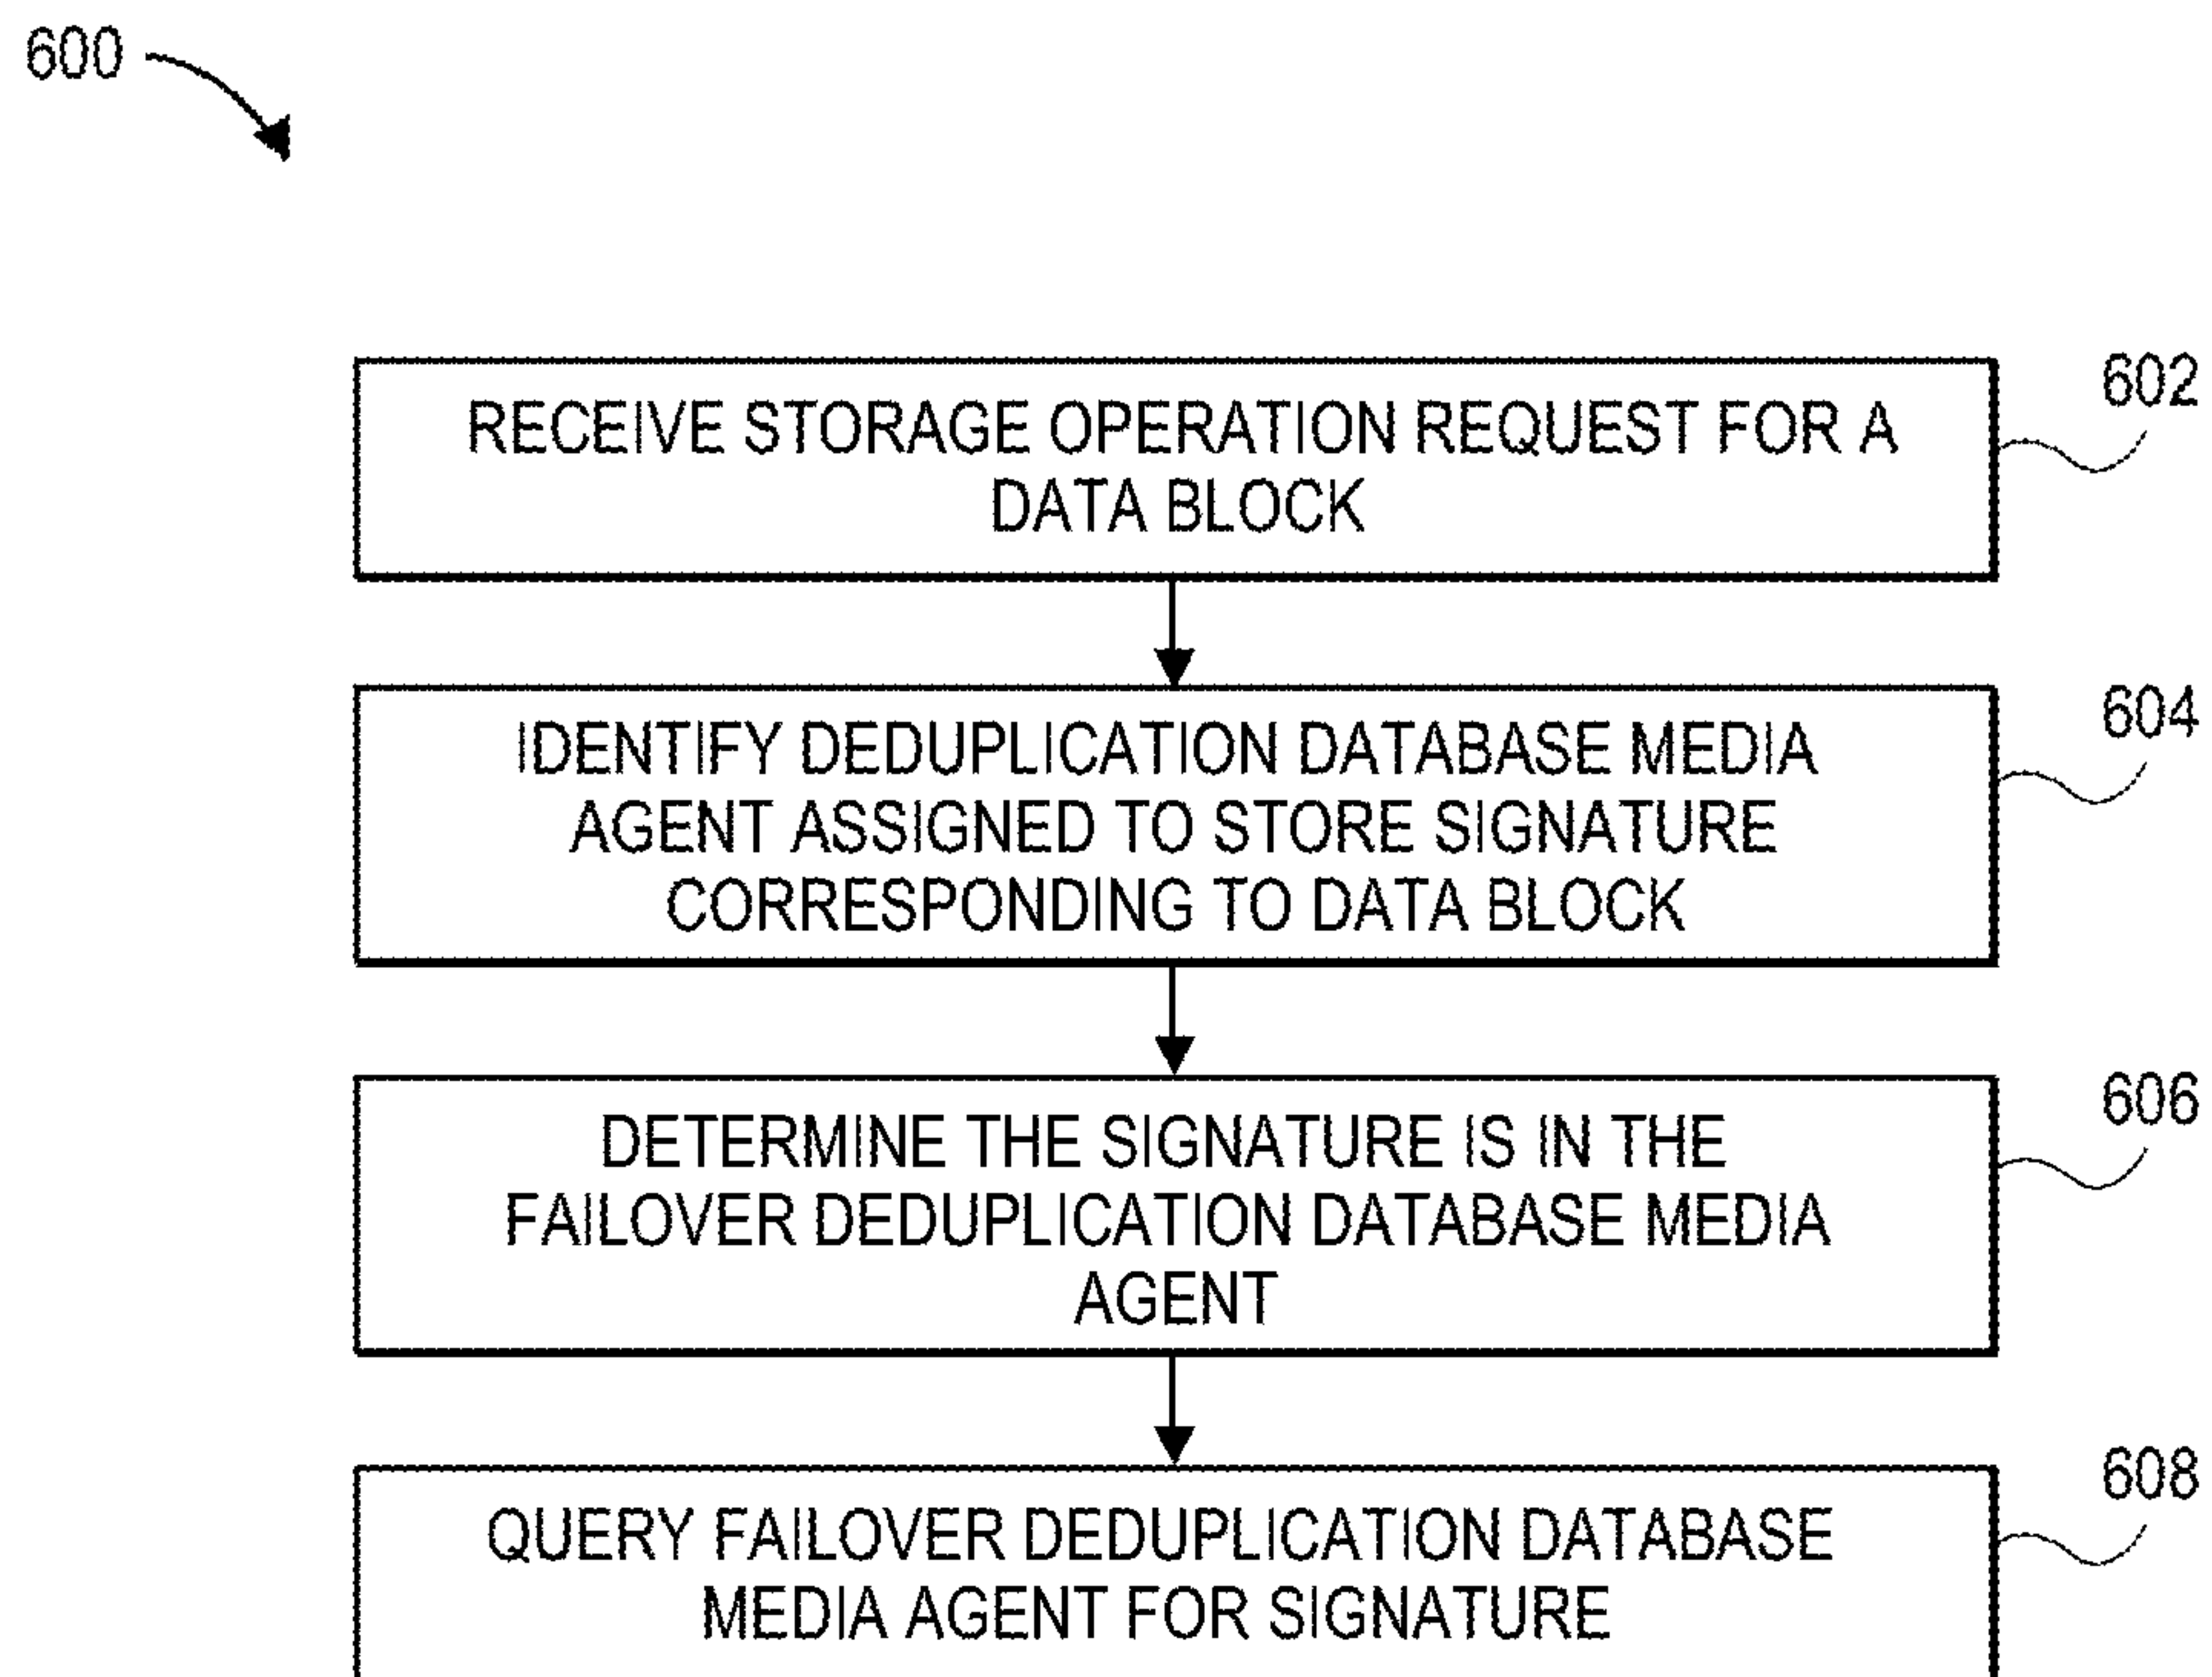 600
RECEIVE STORAGE OPERATION REQUEST FOR A
DATA BLOCK
602
IDENTIFY DEDUPLICATION DATABASE MEDIA
AGENT ASSIGNED TO STORE SIGNATURE
CORRESPONDING TO DATA BLOCK
604
DETERMINE THE SIGNATURE IS IN THE
FAILOVER DEDUPLICATION DATABASE MEDIA
AGENT
606
QUERY FAILOVER DEDUPLICATION DATABASE
MEDIA AGENT FOR SIGNATURE
608